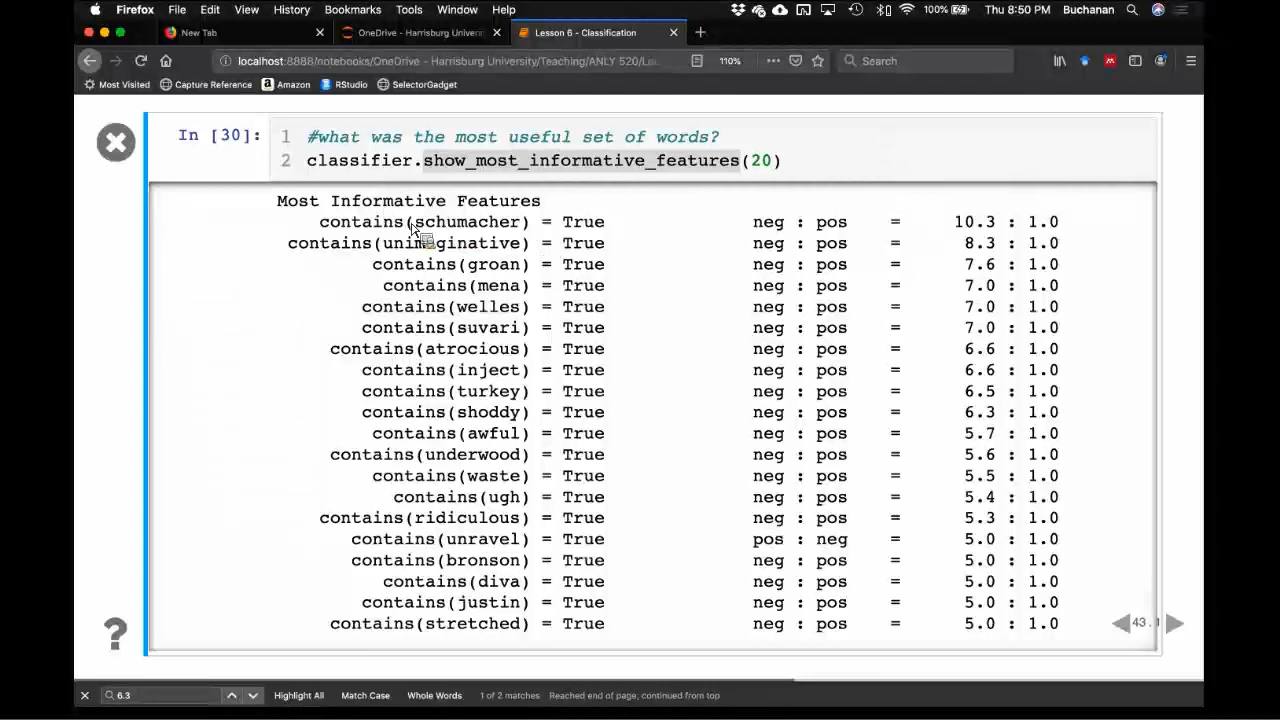 Firefox File Edit View History Bookmarks Tools Window Help 100% Thu 8:50 PM Buchanan
New Tab × OneDrive - Harrisburg Univers × Lesson 6 - Classification × +
localhost:8888/notebooks/OneDrive - Harrisburg University/Teaching/ANLY 520/ 110% Search
Most Visited Capture Reference Amazon RStudio SelectorGadget
In [30]: 1 #what was the most useful set of words?
2 classifier.show_most_informative_features(20)
Most Informative Features
contains(schumacher) = True neg : pos = 10.3 : 1.0
contains(unimaginative) = True neg : pos = 8.3 : 1.0
contains(groan) = True neg : pos = 7.6 : 1.0
contains(mena) = True neg : pos = 7.0 : 1.0
contains(welles) = True neg : pos = 7.0 : 1.0
contains(suvari) = True neg : pos = 7.0 : 1.0
contains(atrocious) = True neg : pos = 6.6 : 1.0
contains(inject) = True neg : pos = 6.6 : 1.0
contains(turkey) = True neg : pos = 6.5 : 1.0
contains(shoddy) = True neg : pos = 6.3 : 1.0
contains(awful) = True neg : pos = 5.7 : 1.0
contains(underwood) = True neg : pos = 5.6 : 1.0
contains(waste) = True neg : pos = 5.5 : 1.0
contains(ugh) = True neg : pos = 5.4 : 1.0
contains(ridiculous) = True neg : pos = 5.3 : 1.0
contains(unravel) = True pos : neg = 5.0 : 1.0
contains(bronson) = True neg : pos = 5.0 : 1.0
contains(diva) = True neg : pos = 5.0 : 1.0
contains(justin) = True neg : pos = 5.0 : 1.0
contains(stretched) = True neg : pos = 5.0 : 1.0
43.1
?
6.3 Highlight All Match Case Whole Words 1 of 2 matches Reached end of page, continued from top